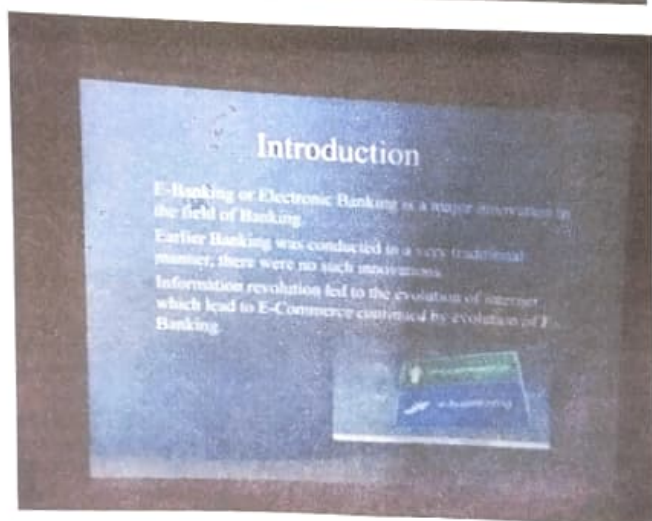 Introduction
E-Banking or Electronic Banking is a major innovation in
the field of Banking.
Earlier Banking was conducted in a very traditional
manner, there were no such innovations.
Information revolution led to the evolution of internet
which lead to E-Commerce continued by evolution of E-
Banking.